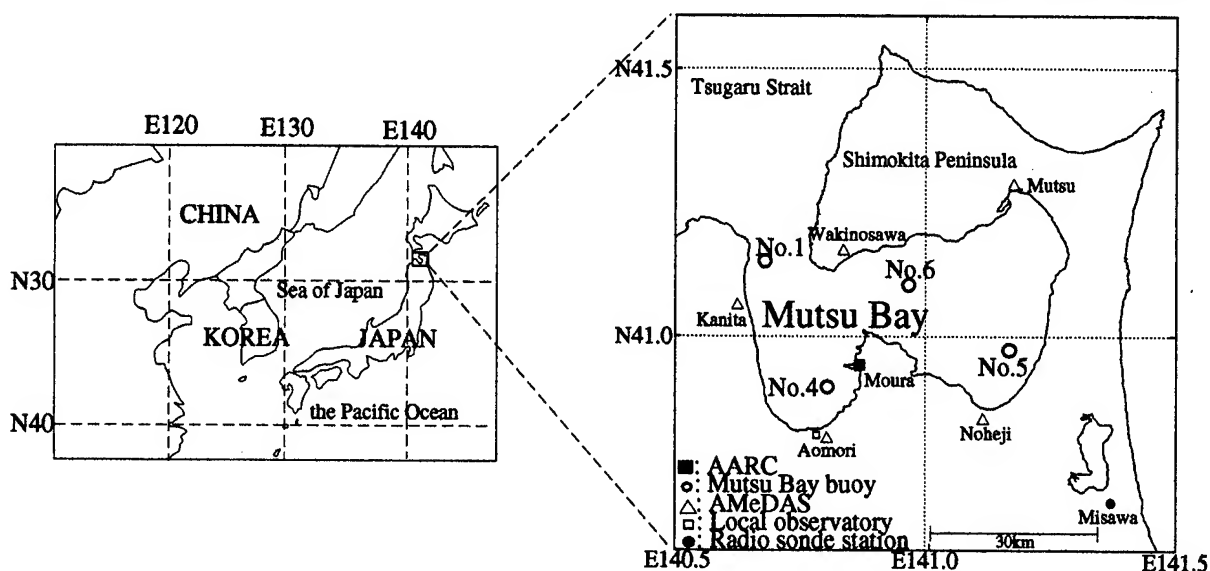 E120 E130 E140
CHINA
N30
Sea of Japan
KOREA JAPAN
the Pacific Ocean
N40
N41.5
Tsugaru Strait
Shimokita Peninsula
Mutsu
Wakinosawa
No.1
No.6
Kanita
Mutsu Bay
N41.0
No.5
Moura
No.4
Noheji
Aomori
: AARC
: Mutsu Bay buoy
: AMeDAS
: Local observatory
: Radio sonde station
Misawa
30km
E140.5 E141.0 E141.5